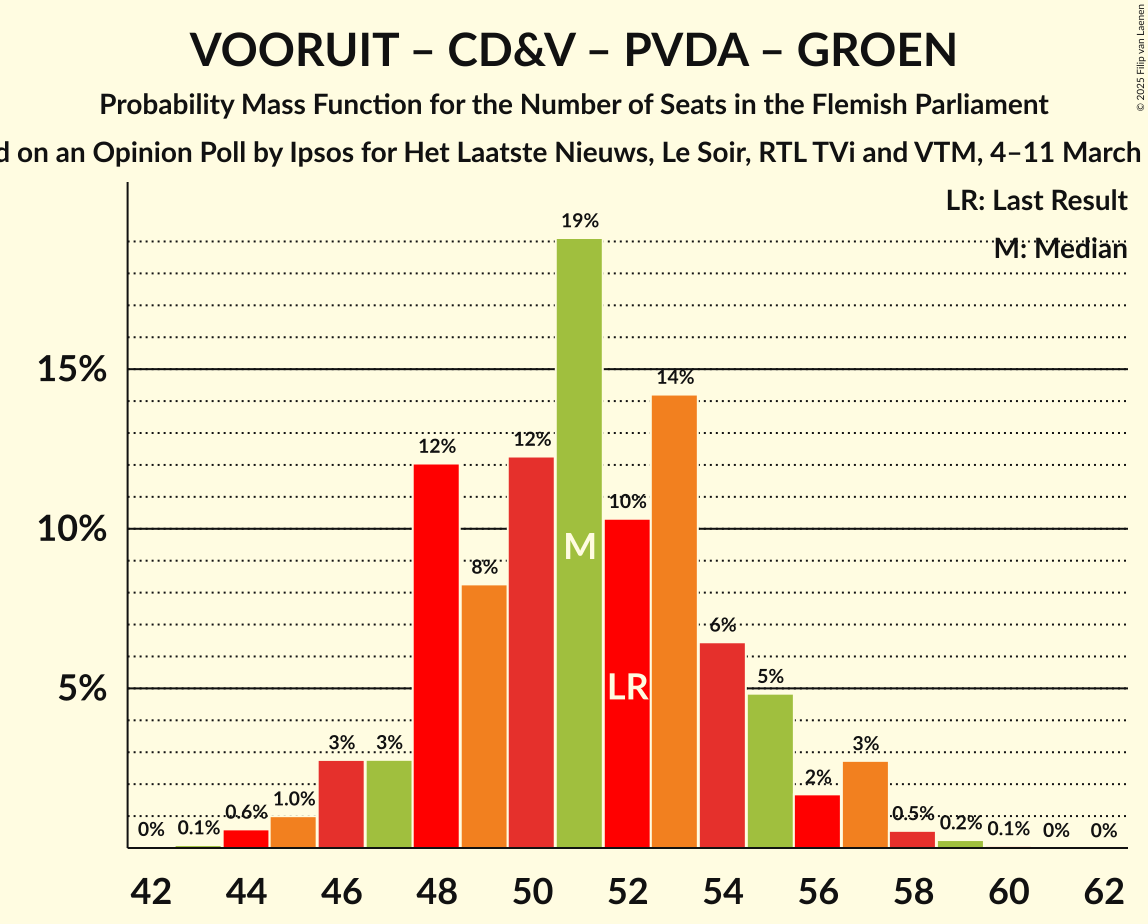 VOORUIT – CD&V – PVDA – GROEN
Probability Mass Function for the Number of Seats in the Flemish Parliament
on an Opinion Poll by Ipsos for Het Laatste Nieuws, Le Soir, RTL TVi and VTM, 4–11 March
© 2025 Filip van Laenen
LR: Last Result
M: Median
19%
15%
14%
12%
12%
10%
10%
M
8%
6%
LR
5%
5%
3%
3%
3%
2%
0%
0.1%
0.6%
1.0%
0.5%
0.2%
0.1%
0%
0%
42 44 46 48 50 52 54 56 58 60 62